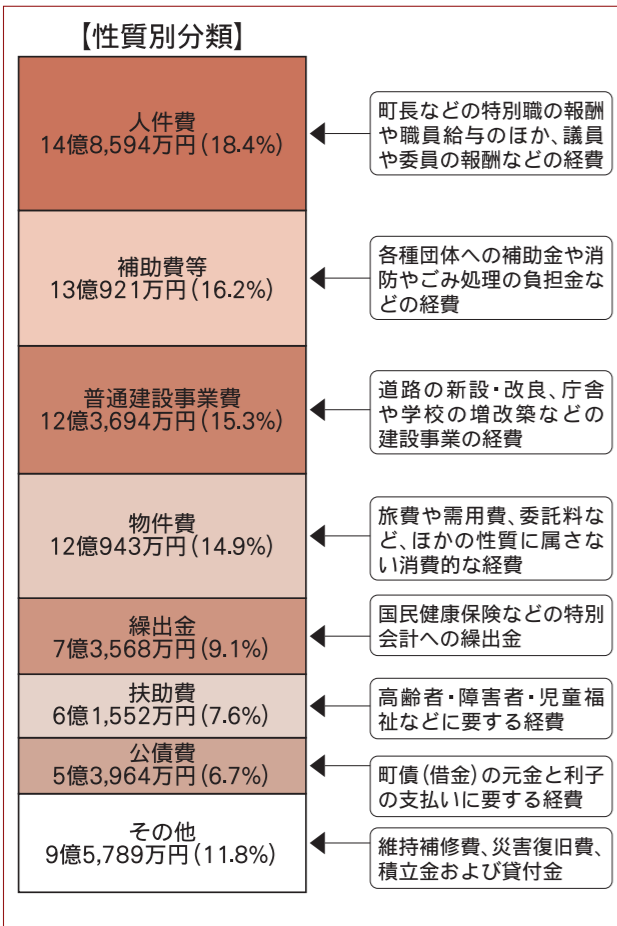 【性質別分類】
人件費
14億8,594万円(18.4%)
町長などの特別職の報酬
や職員給与のほか、議員
や委員の報酬などの経費
補助費等
13億921万円(16.2%)
各種団体への補助金や消
防やごみ処理の負担金な
どの経費
普通建設事業費
12億3,694万円(15.3%)
道路の新設・改良、庁舎
や学校の増改築などの
建設事業の経費
物件費
12億943万円(14.9%)
旅費や需用費、委託料な
ど、ほかの性質に属さな
い消費的な経費
繰出金
7億3,568万円(9.1%)
国民健康保険などの特別
会計への繰出金
扶助費
6億1,552万円(7.6%)
高齢者・障害者・児童福
祉などに要する経費
公債費
5億3,964万円(6.7%)
町債(借金)の元金と利子
の支払いに要する経費
その他
9億5,789万円(11.8%)
維持補修費、災害復旧費、
積立金および貸付金